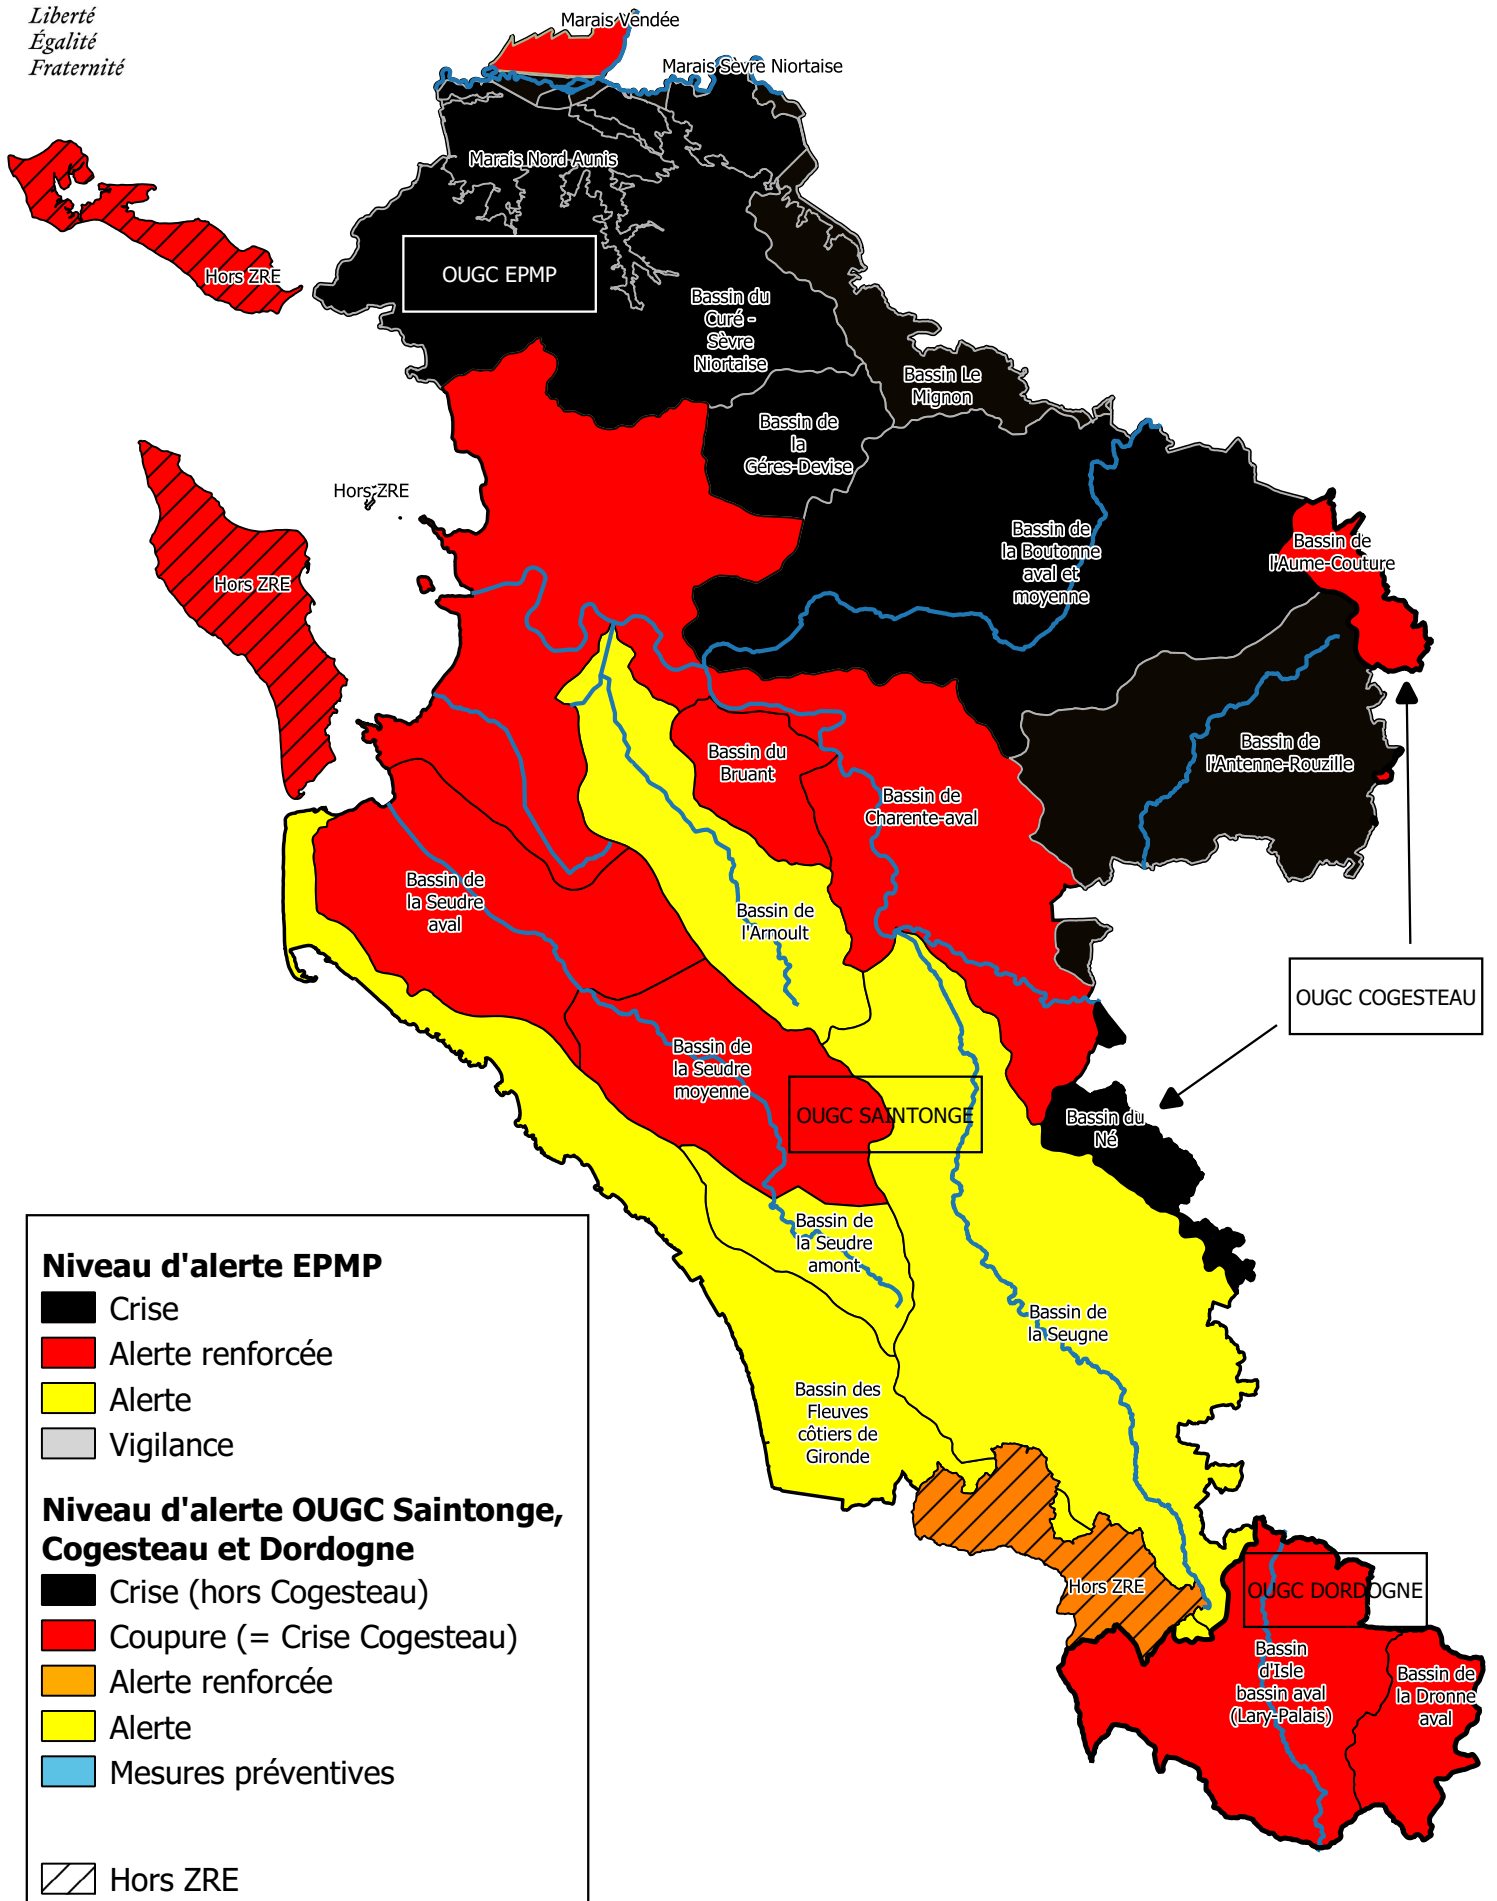 Liberté
Égalité
Fraternité
Marais Vendée
Marais Sèvre Niortaise
Marais Nord Aunis
Hors ZRE
OUGC EPMP
Bassin du
Curé -
Sèvre
Niortaise
Bassin Le
Mignon
Bassin de
la
Géres-Devise
Hors ZRE
Hors ZRE
Bassin de
la Boutonne
aval et
moyenne
Bassin de
l'Aume-Couture
Bassin de
l'Antenne-Rouzille
Bassin du
Bruant
Bassin de
Charente-aval
Bassin de
la Seudre
aval
Bassin de
l'Arnoult
OUGC COGESTEAU
Bassin de
la Seudre
moyenne
OUGC SAINTONGE
Bassin du
Né
Bassin de
la Seudre
amont
Bassin de
la Seugne
Bassin des
Fleuves
côtiers de
Gironde
Hors ZRE
OUGC DORDOGNE
Bassin
d'Isle
bassin aval
(Lary-Palais)
Bassin de
la Dronne
aval
Niveau d'alerte EPMP
Crise
Alerte renforcée
Alerte
Vigilance
Niveau d'alerte OUGC Saintonge,
Cogesteau et Dordogne
Crise (hors Cogesteau)
Coupure (= Crise Cogesteau)
Alerte renforcée
Alerte
Mesures préventives
Hors ZRE